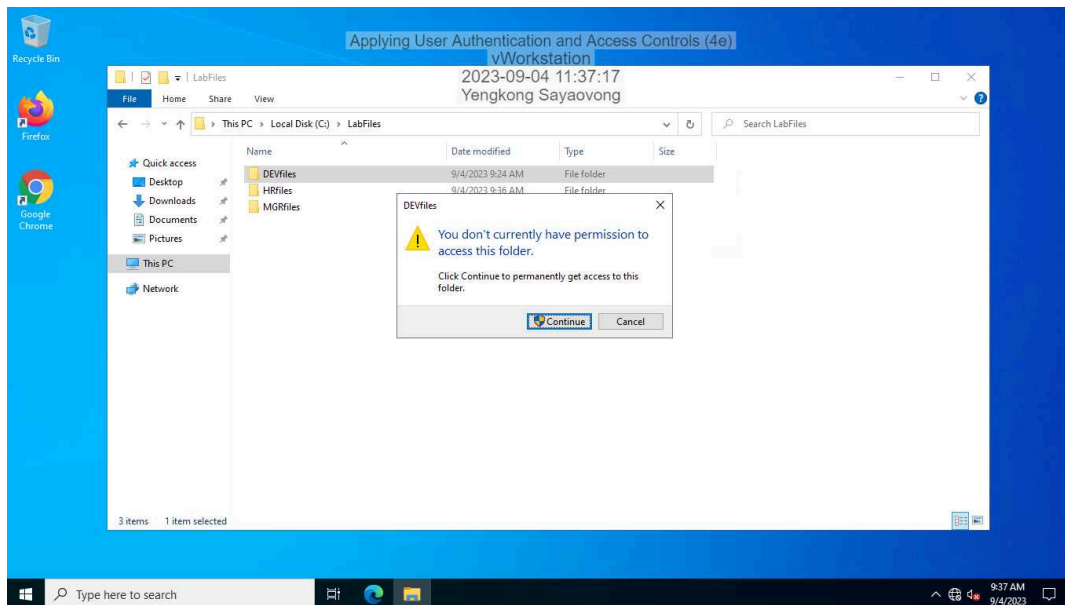 Applying User Authentication and Access Controls (4e)
vWorkstation
2023-09-04 11:37:17
Yengkong Sayaovong
Recycle Bin
Firefox
Google
Chrome
LabFiles
File Home Share View
This PC > Local Disk (C:) > LabFiles
Search LabFiles
Quick access
Desktop
Downloads
Documents
Pictures
This PC
Network
Name Date modified Type Size
DEVfiles 9/4/2023 9:24 AM File folder
HRfiles 9/4/2023 9:36 AM File folder
MGRfiles
DEVfiles
You don't currently have permission to
access this folder.
Click Continue to permanently get access to this
folder.
Continue Cancel
3 items 1 item selected
Type here to search
9:37 AM
9/4/2023